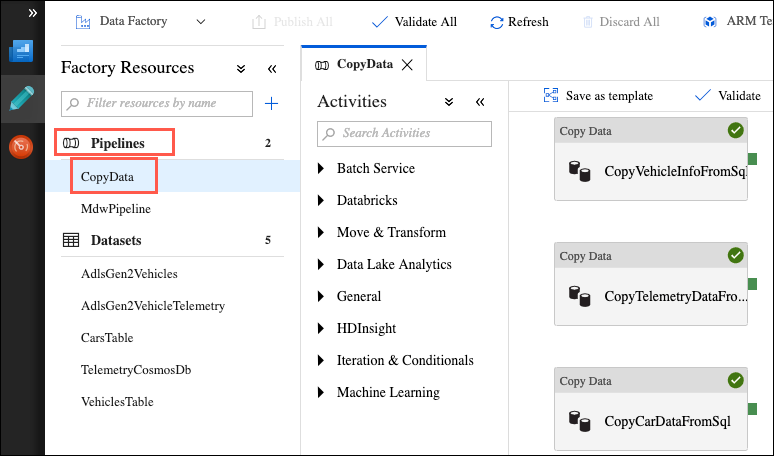 »
Data Factory
Publish All
Validate All
Refresh
Discard All
ARM Te
Factory Resources
«
Filter resources by name
+
Pipelines
2
CopyData
MdwPipeline
Datasets
5
AdlsGen2Vehicles
AdlsGen2VehicleTelemetry
CarsTable
TelemetryCosmosDb
VehiclesTable
CopyData
Activities
«
Search Activities
Batch Service
Databricks
Move & Transform
Data Lake Analytics
General
HDInsight
Iteration & Conditionals
Machine Learning
Save as template
Validate
Copy Data
CopyVehicleInfoFromSql
Copy Data
CopyTelemetryDataFro...
Copy Data
CopyCarDataFromSql